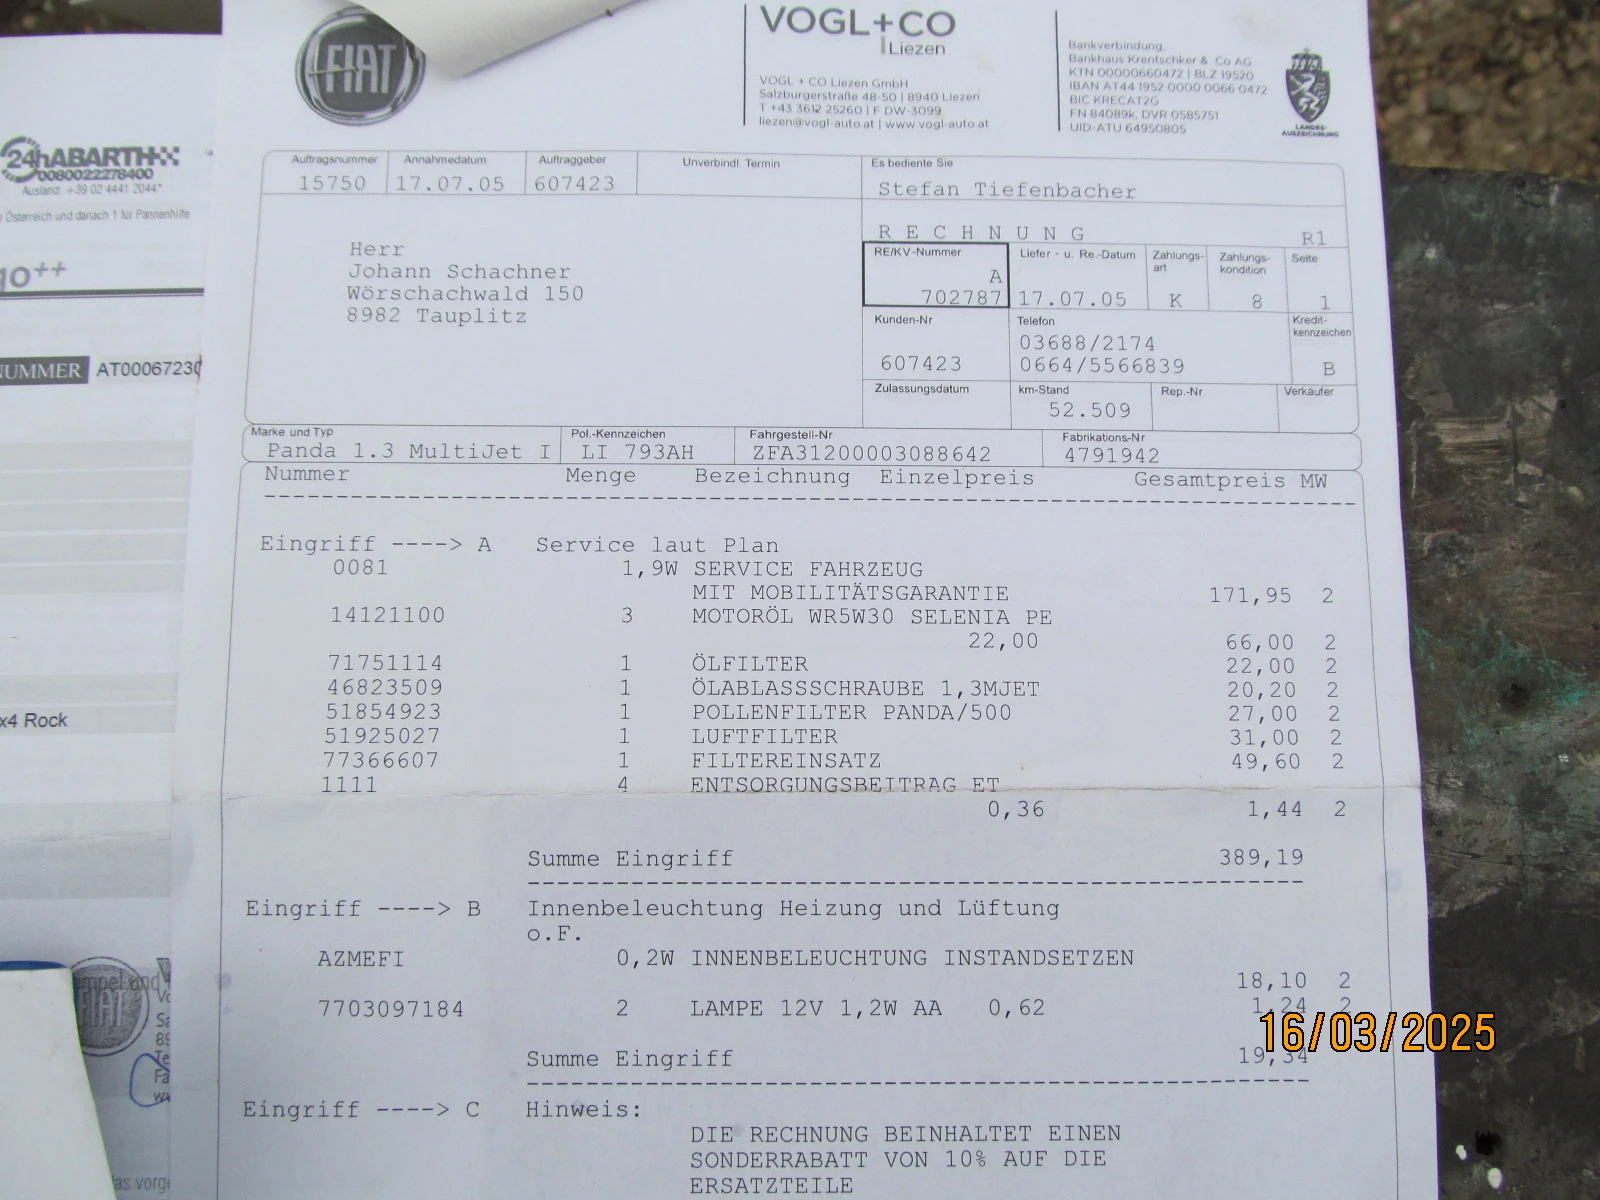 FIAT
VOGL+CO
Liezen
VOGL + CO Liezen GmbH
Salzburgerstraße 48-50 | 8940 Liezen
T +43 3612 25260 | F DW-3099
liezen@vogl-auto.at | www.vogl-auto.at
Bankverbindung,
Bankhaus Krentschker & Co AG
KTN 00000660472 | BLZ 19520
IBAN AT44 1952 0000 0066 0472
BIC KRECAT2G
FN 84089k, DVR 0585751
UID-ATU 64950805
LANDES-
AUSZEICHNUNG
24h ABARTH
0080022278400
Ausland: +39 02 4441 2044*
Österreich und danach 1 für Pannenhilfe
go++
NUMMER AT0006723
x4 Rock
Auftragsnummer Annahmedatum Auftraggeber Unverbindl. Termin Es bediente Sie
15750 17.07.05 607423 Stefan Tiefenbacher
RECHNUNG R1
Herr
Johann Schachner
Wörschachwald 150
8982 Tauplitz
RE/KV-Nummer Liefer- u. Re.-Datum Zahlungs-art Zahlungs-kondition Seite
A
702787 17.07.05 K 8 1
Kunden-Nr Telefon Kredit-kennzeichen
03688/2174
607423 0664/5566839 B
Zulassungsdatum km-Stand Rep.-Nr Verkäufer
52.509
Marke und Typ Pol.-Kennzeichen Fahrgestell-Nr Fabrikations-Nr
Panda 1.3 MultiJet I LI 793AH ZFA31200003088642 4791942
Nummer Menge Bezeichnung Einzelpreis Gesamtpreis MW
Eingriff ----> A Service laut Plan
0081 1,9W SERVICE FAHRZEUG
MIT MOBILITÄTSGARANTIE 171,95 2
14121100 3 MOTORÖL WR5W30 SELENIA PE
22,00 66,00 2
71751114 1 ÖLFILTER 22,00 2
46823509 1 ÖLABLASSSCHRAUBE 1,3MJET 20,20 2
51854923 1 POLLENFILTER PANDA/500 27,00 2
51925027 1 LUFTFILTER 31,00 2
77366607 1 FILTEREINSATZ 49,60 2
1111 4 ENTSORGUNGSBEITRAG ET
0,36 1,44 2
Summe Eingriff 389,19
Eingriff ----> B Innenbeleuchtung Heizung und Lüftung
o.F.
AZMEFI 0,2W INNENBELEUCHTUNG INSTANDSETZEN
18,10 2
7703097184 2 LAMPE 12V 1,2W AA 0,62 1,24 2
Summe Eingriff 19,34
Eingriff ----> C Hinweis:
DIE RECHNUNG BEINHALTET EINEN
SONDERRABATT VON 10% AUF DIE
ERSATZTEILE
16/03/2025